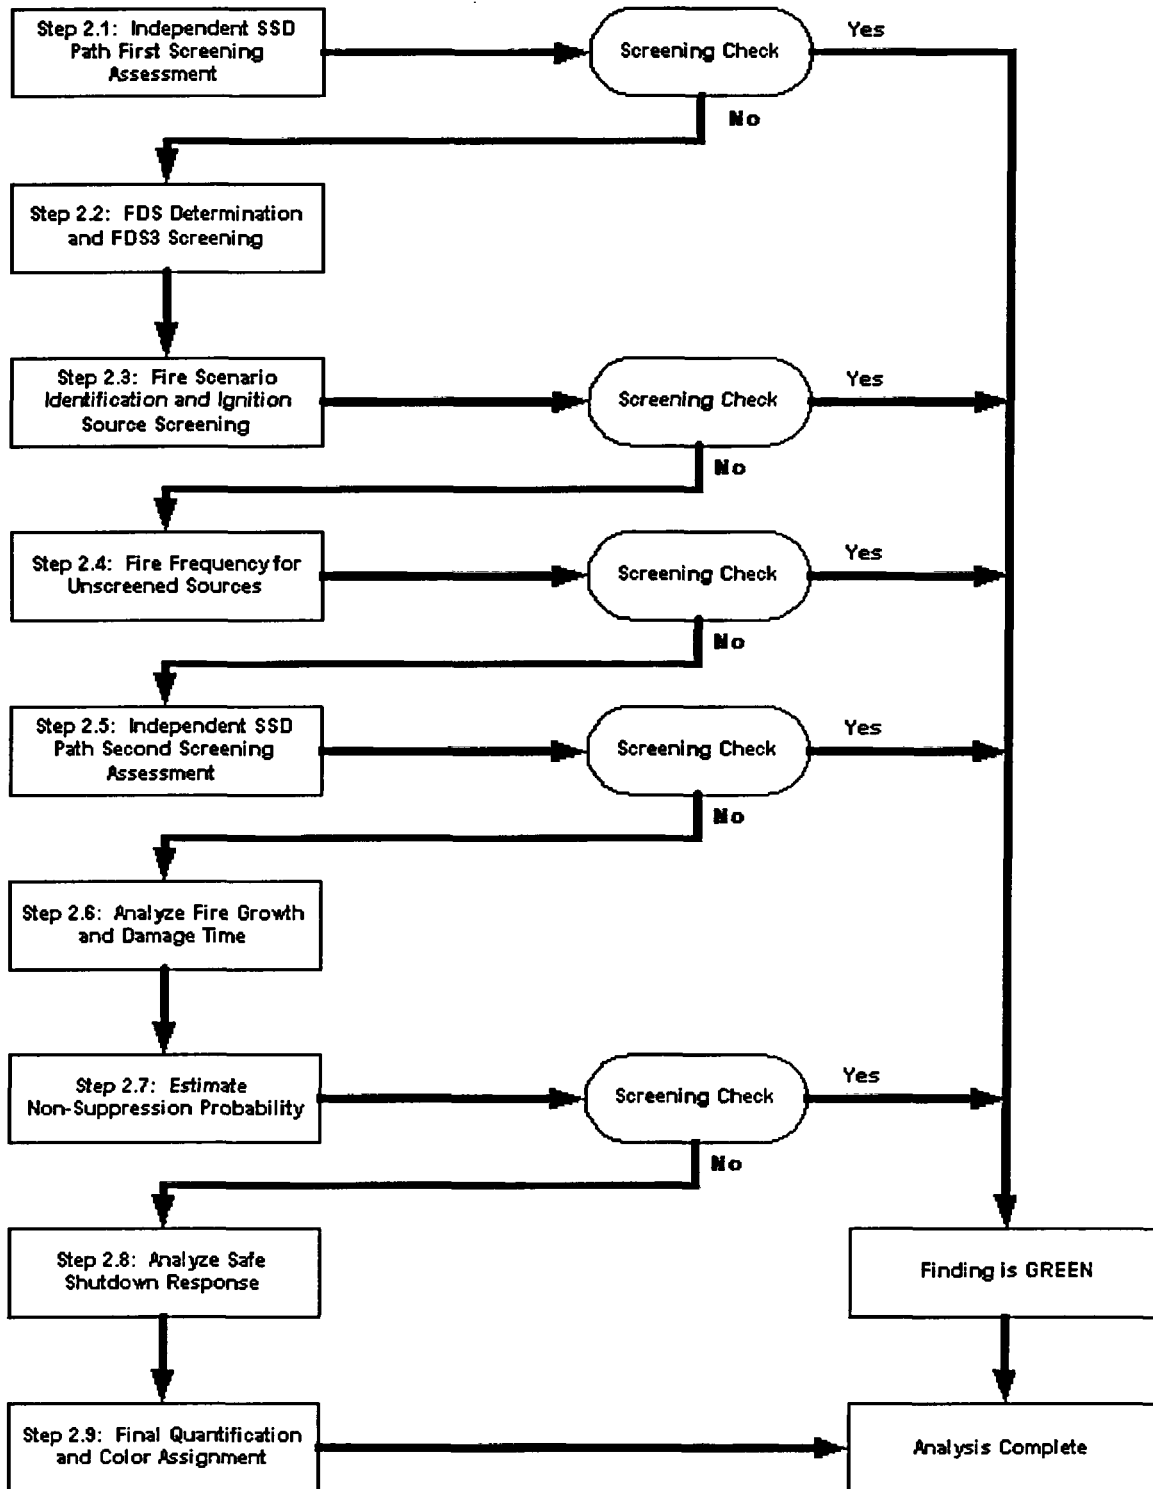 Step 2.1: Independent SSD
Path First Screening
Assessment
Screening Check
Yes
No
Step 2.2: FDS Determination
and FDS3 Screening
Step 2.3: Fire Scenario
Identification and Ignition
Source Screening
Screening Check
Yes
No
Step 2.4: Fire Frequency for
Unscreened Sources
Screening Check
Yes
No
Step 2.5: Independent SSD
Path Second Screening
Assessment
Screening Check
Yes
No
Step 2.6: Analyze Fire Growth
and Damage Time
Step 2.7: Estimate
Non-Suppression Probability
Screening Check
Yes
No
Step 2.8: Analyze Safe
Shutdown Response
Finding is GREEN
Step 2.9: Final Quantification
and Color Assignment
Analysis Complete